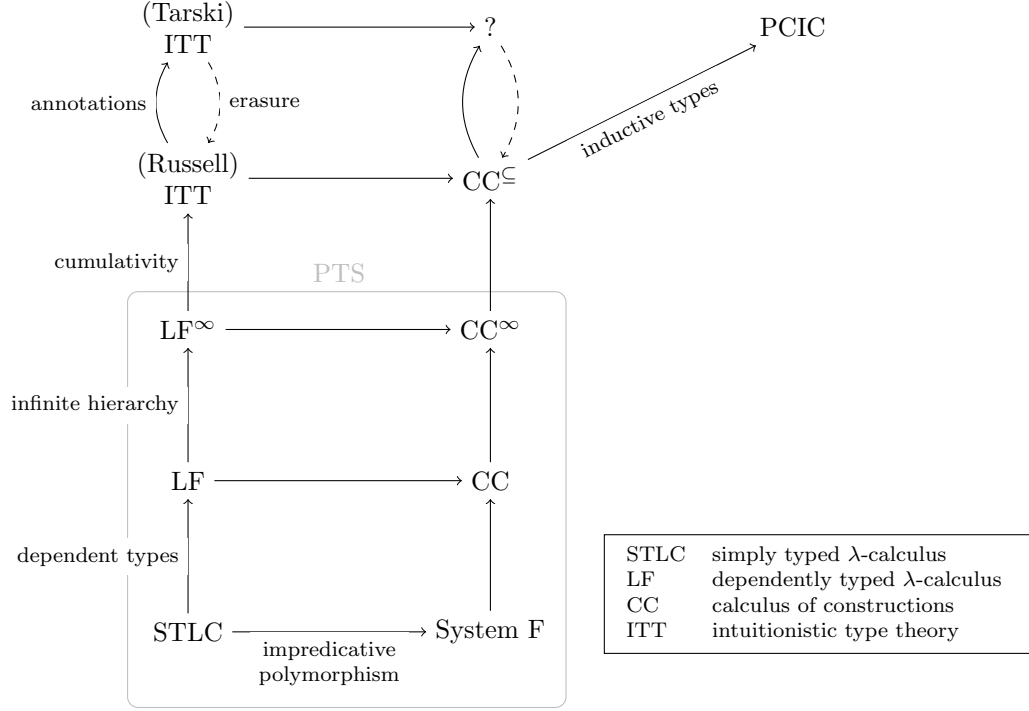 (Tarski)
ITT
?
PCIC
annotations
erasure
inductive types
(Russell)
ITT
CC⊆
cumulativity
PTS
LF∞
CC∞
infinite hierarchy
LF
CC
dependent types
STLC
System F
impredicative
polymorphism
STLC simply typed λ-calculus
LF dependently typed λ-calculus
CC calculus of constructions
ITT intuitionistic type theory